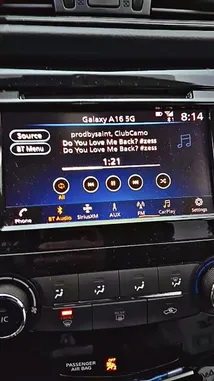 Galaxy A16 5G
8:14
Source
BT Menu
prodbysaint, ClubCamo
Do You Love Me Back? #zess
Do You Love Me Back? #zess
1:21
All
Phone
BT Audio
SiriusXM
AUX
FM
CarPlay
Settings
PASSENGER
AIR BAG